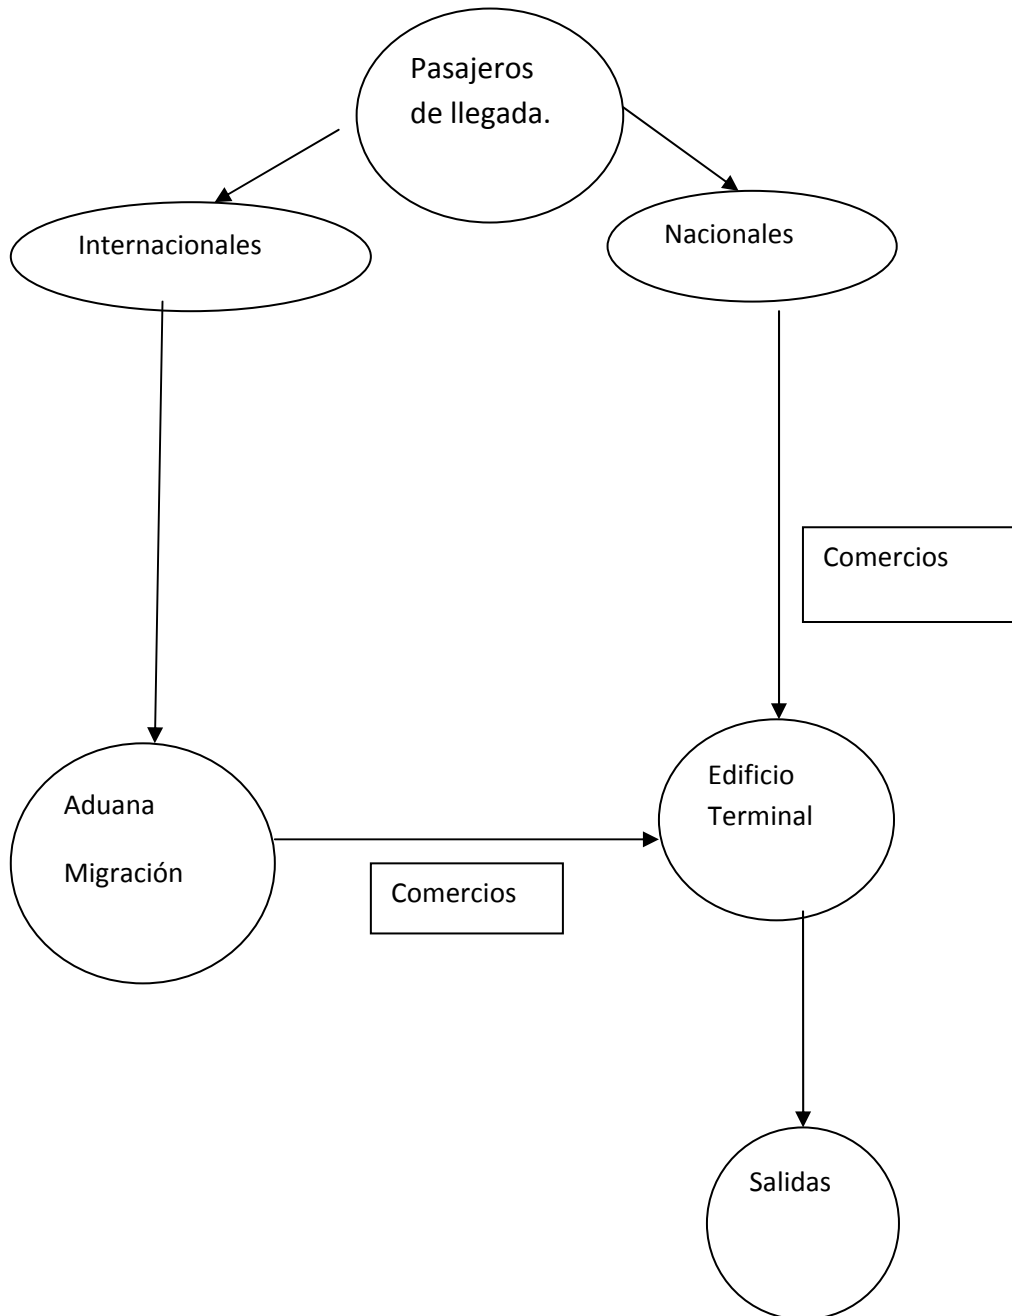 Pasajeros
de llegada.
Internacionales
Nacionales
Comercios
Edificio
Terminal
Aduana
Migración
Comercios
Salidas